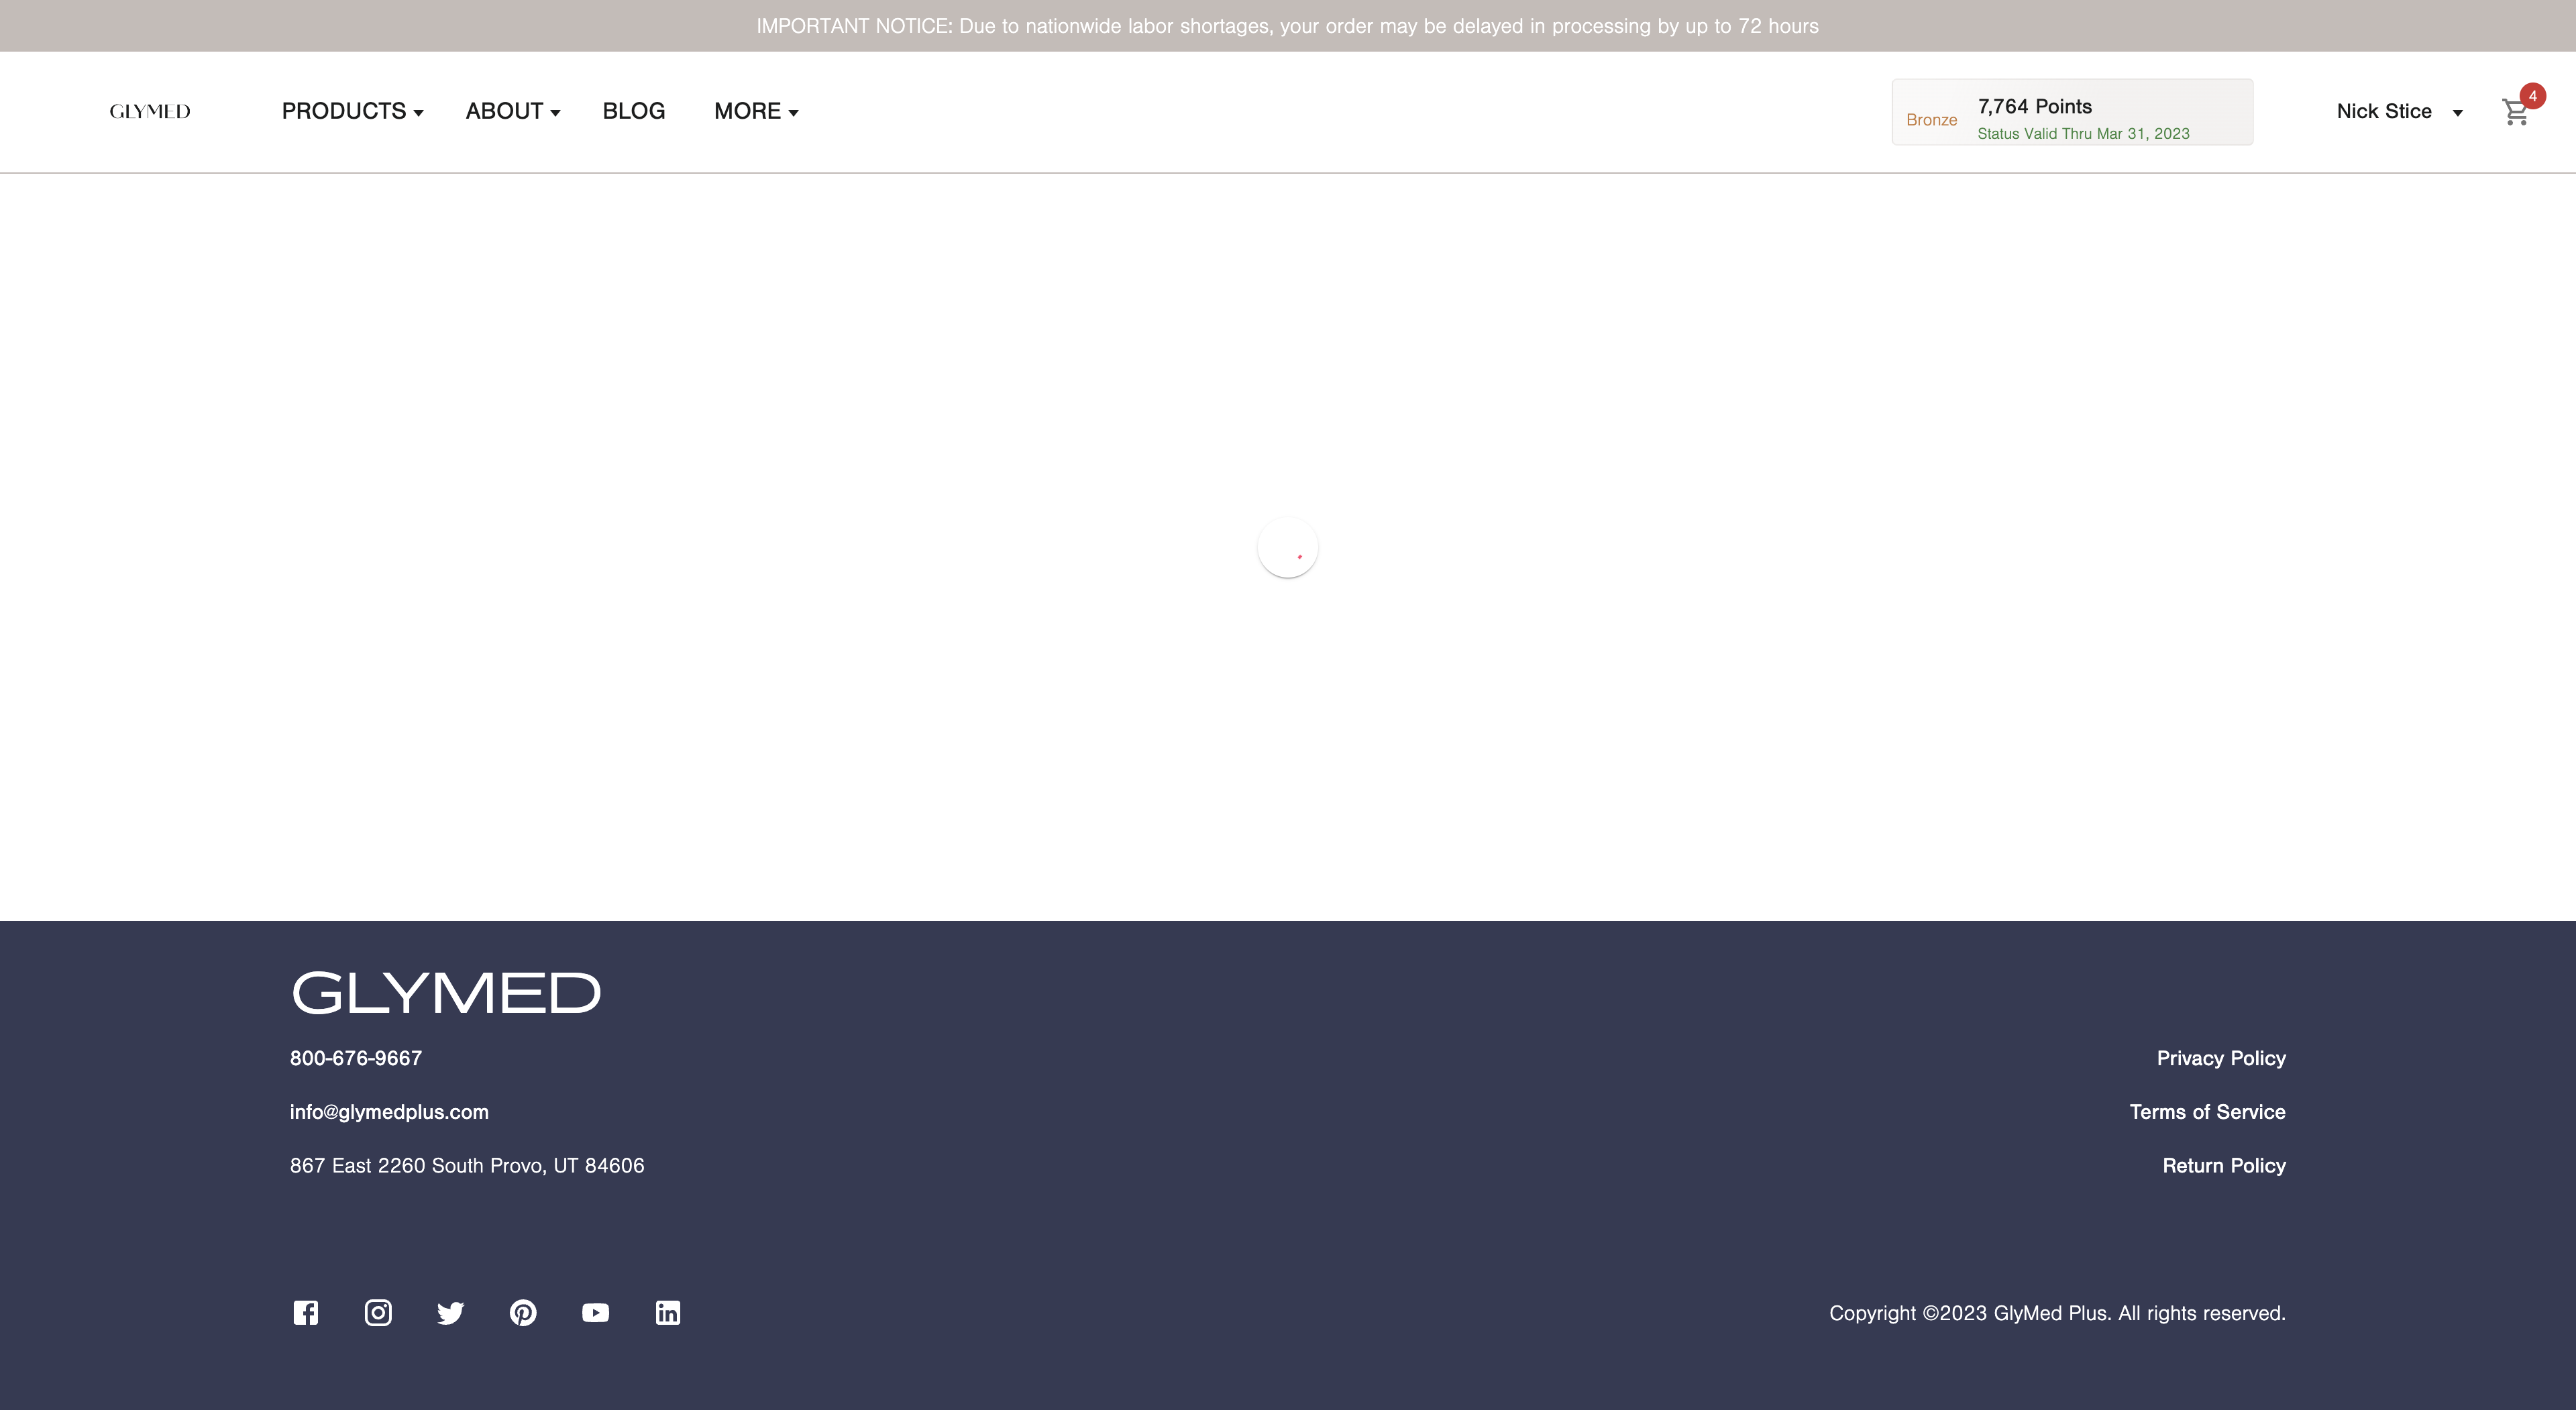 IMPORTANT NOTICE: Due to nationwide labor shortages, your order may be delayed in processing by up to 72 hours
GLYMED
PRODUCTS
ABOUT
BLOG
MORE
Bronze
7,764 Points
Status Valid Thru Mar 31, 2023
Nick Stice
4
GLYMED
800-676-9667
info@glymedplus.com
867 East 2260 South Provo, UT 84606
Privacy Policy
Terms of Service
Return Policy
Copyright ©2023 GlyMed Plus. All rights reserved.